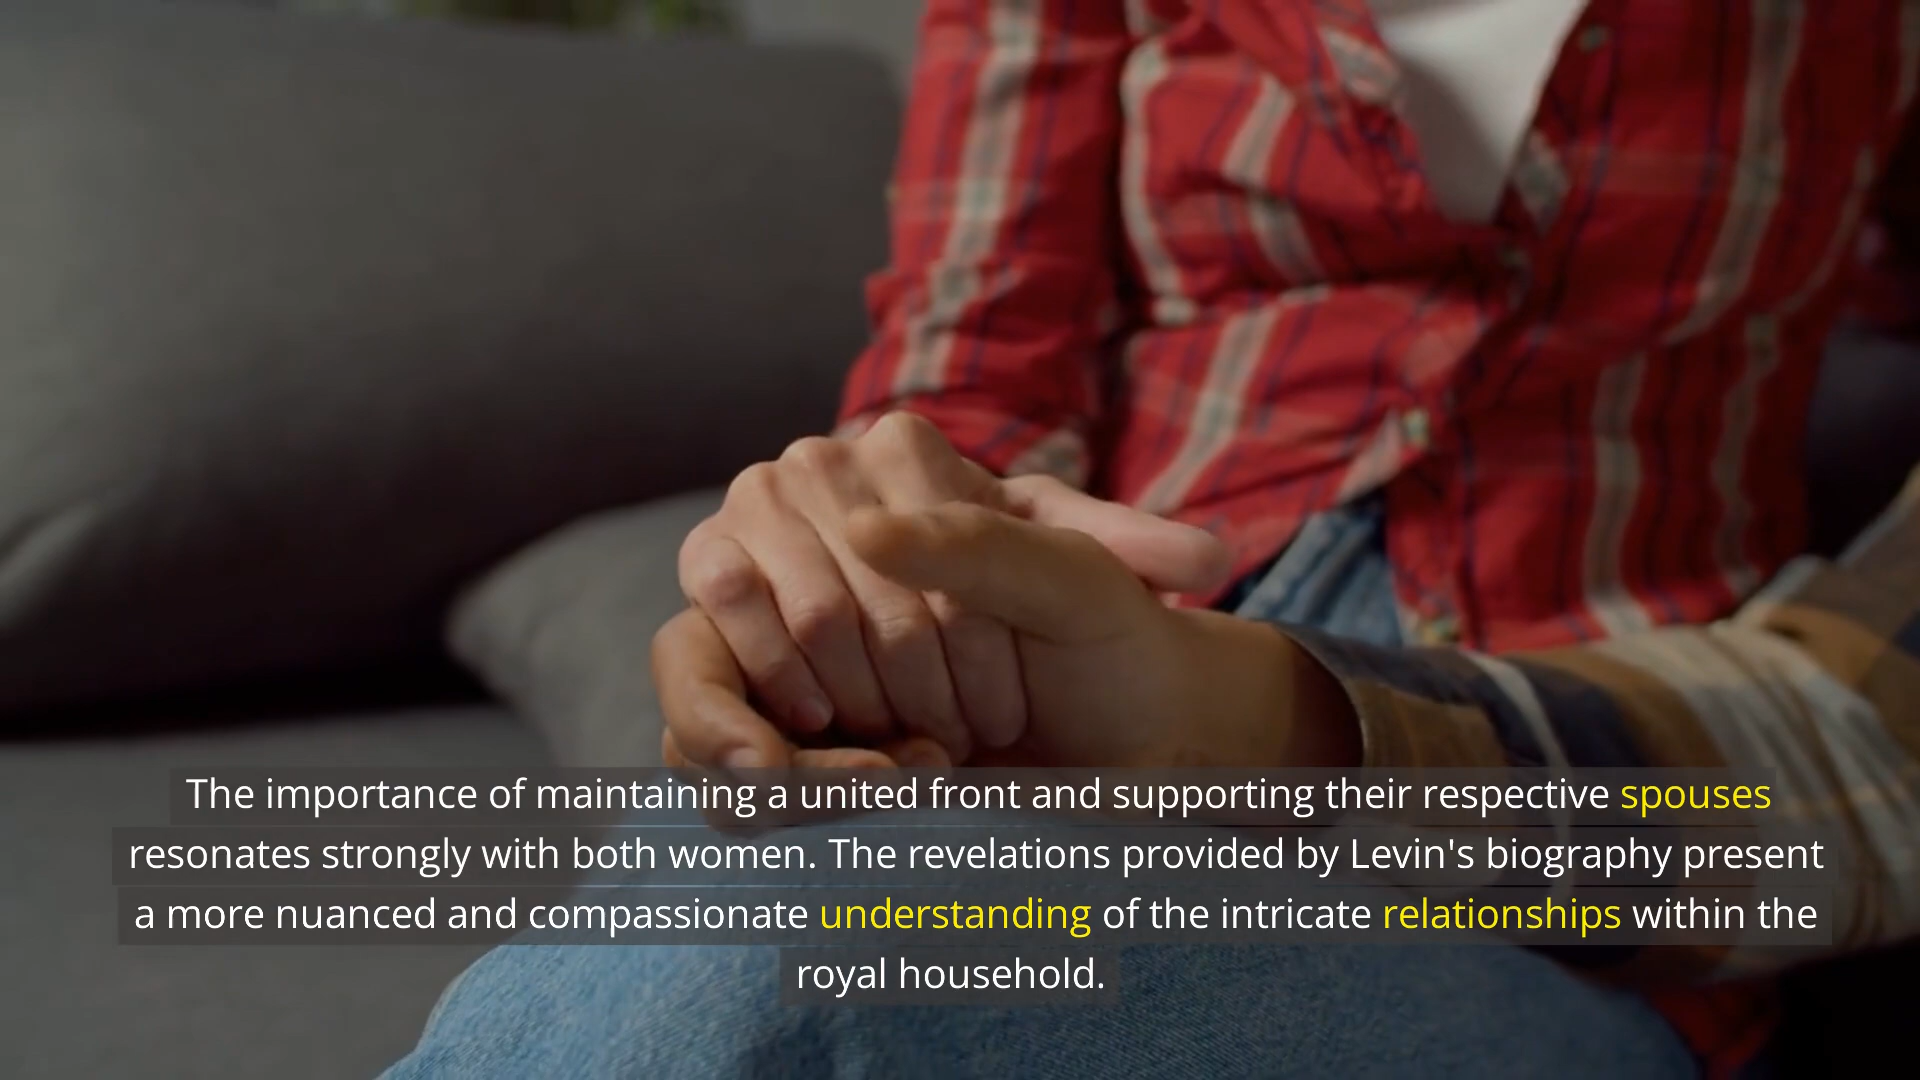 The importance of maintaining a united front and supporting their respective spouses
resonates strongly with both women. The revelations provided by Levin's biography present
a more nuanced and compassionate understanding of the intricate relationships within the
royal household.